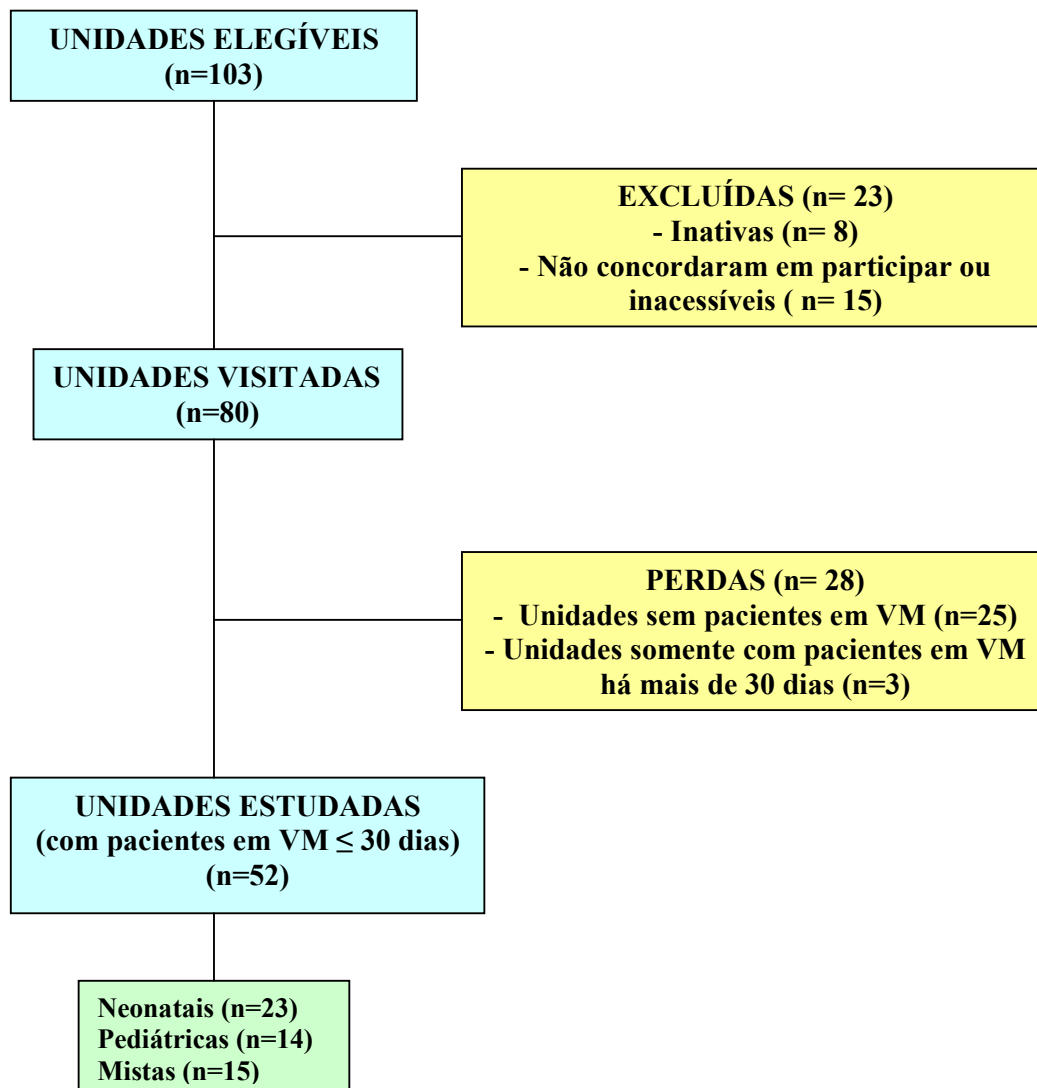 UNIDADES ELEGÍVEIS
(n=103)
EXCLUÍDAS (n= 23)
- Inativas (n= 8)
- Não concordaram em participar ou
inacessíveis ( n= 15)
UNIDADES VISITADAS
(n=80)
PERDAS (n= 28)
- Unidades sem pacientes em VM (n=25)
- Unidades somente com pacientes em VM
há mais de 30 dias (n=3)
UNIDADES ESTUDADAS
(com pacientes em VM ≤ 30 dias)
(n=52)
Neonatais (n=23)
Pediátricas (n=14)
Mistas (n=15)